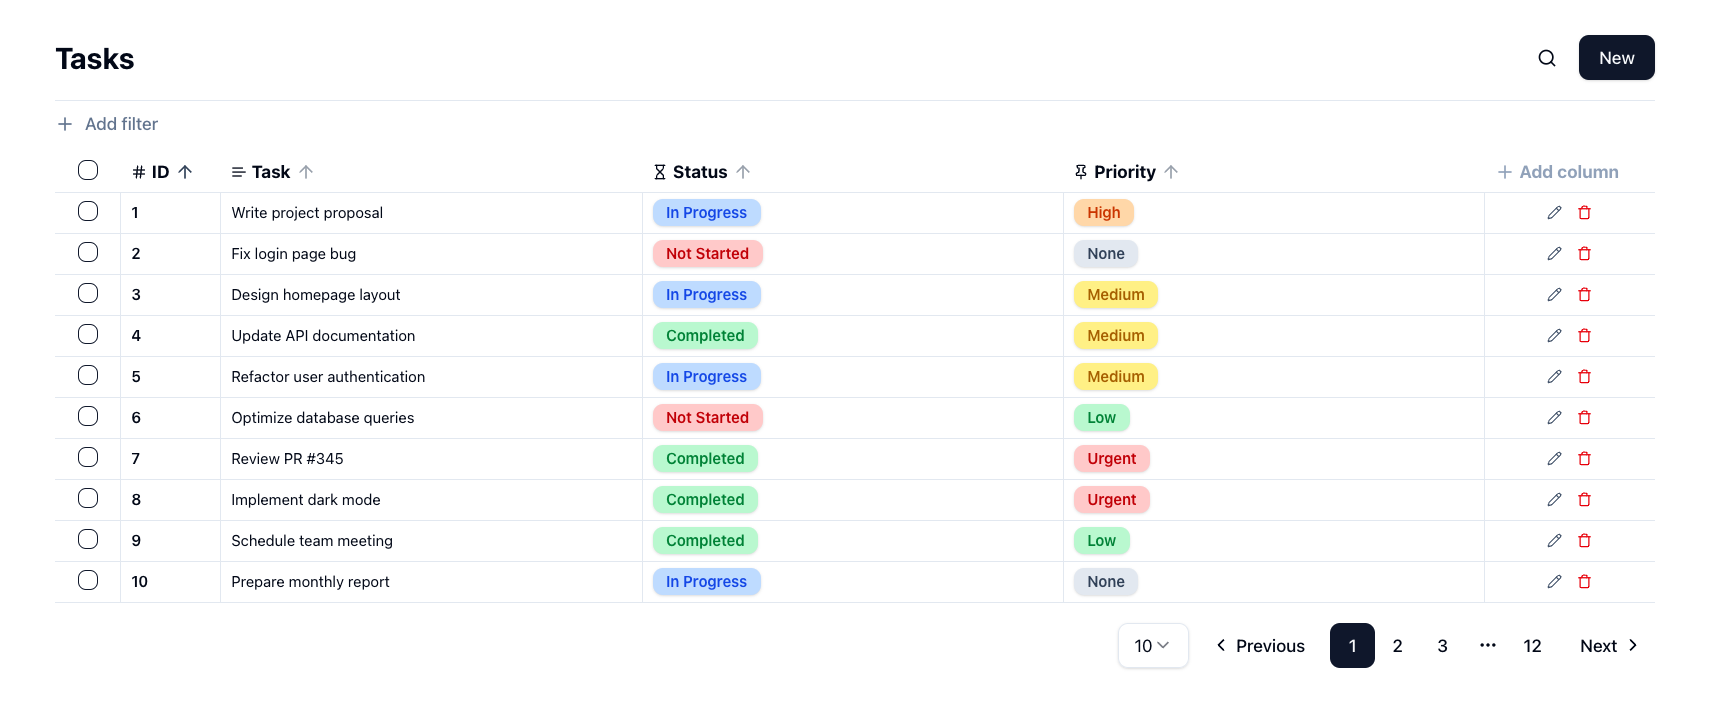 Tasks New
Add filter
# ID Task Status Priority Add column
1 Write project proposal In Progress High
2 Fix login page bug Not Started None
3 Design homepage layout In Progress Medium
4 Update API documentation Completed Medium
5 Refactor user authentication In Progress Medium
6 Optimize database queries Not Started Low
7 Review PR #345 Completed Urgent
8 Implement dark mode Completed Urgent
9 Schedule team meeting Completed Low
10 Prepare monthly report In Progress None
10 Previous 1 2 3 ••• 12 Next